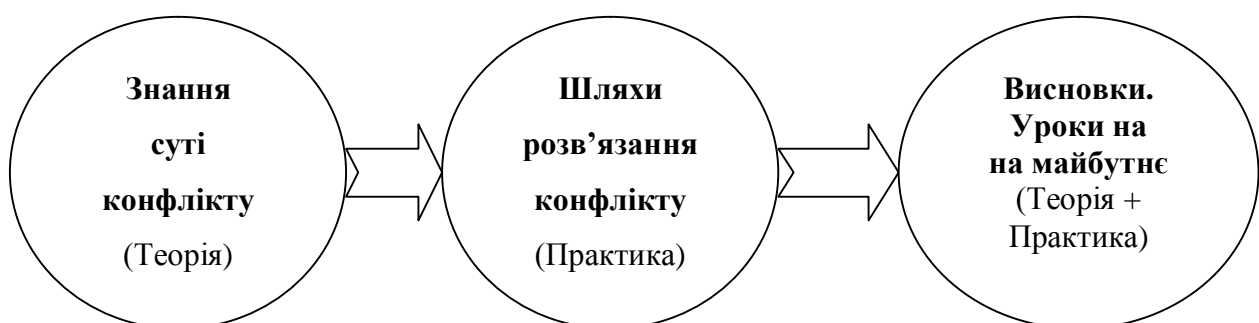 Знання
суті
конфлікту
(Теорія)
Шляхи
розв’язання
конфлікту
(Практика)
Висновки.
Уроки на
на майбутнє
(Теорія +
Практика)